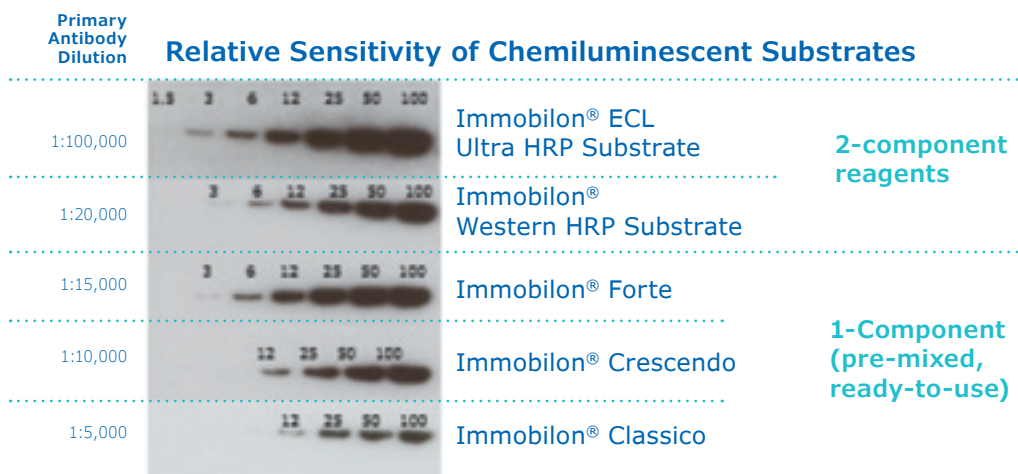 Primary
Antibody
Dilution
Relative Sensitivity of Chemiluminescent Substrates
1.5 3 6 12 25 50 100
1:100,000
Immobilon® ECL
Ultra HRP Substrate
2-component
reagents
3 6 12 25 50 100
1:20,000
Immobilon®
Western HRP Substrate
3 6 12 25 50 100
1:15,000
Immobilon® Forte
1-Component
(pre-mixed,
ready-to-use)
12 25 50 100
1:10,000
Immobilon® Crescendo
12 25 50 100
1:5,000
Immobilon® Classico